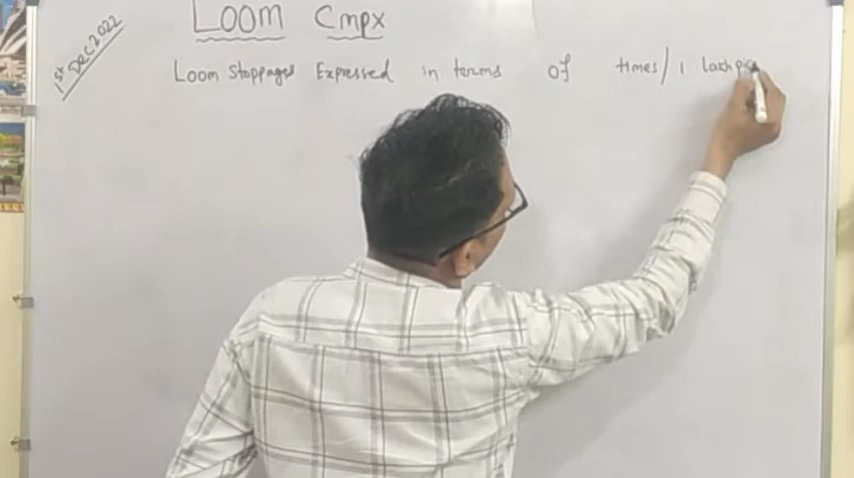 1st DEC 2022
LOOM Cmpx
Loom Stoppages Expressed in terms of times/ 1 Lakh